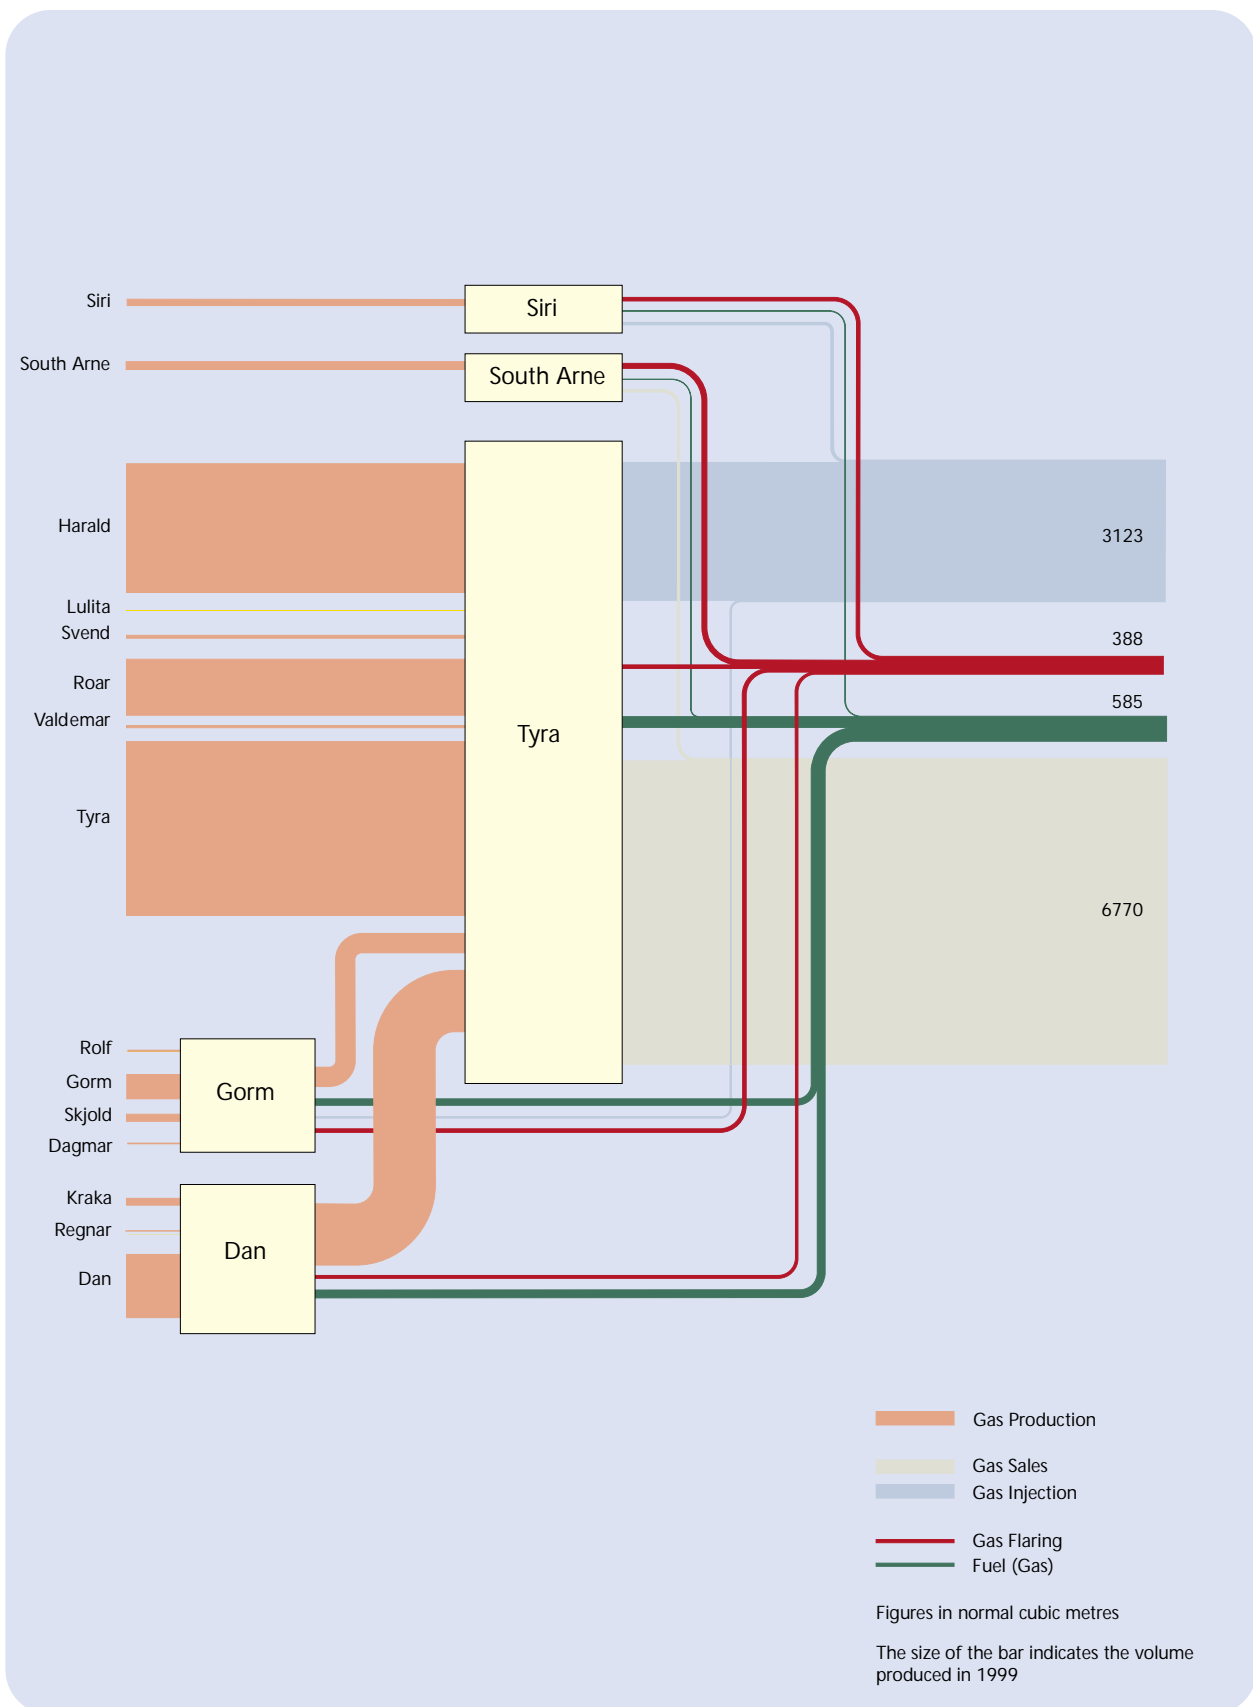 Siri
Siri
South Arne
South Arne
Harald
3123
Lulita
Svend
388
Roar
585
Valdemar
Tyra
Tyra
6770
Rolf
Gorm
Gorm
Skjold
Dagmar
Kraka
Regnar
Dan
Dan
Gas Production
Gas Sales
Gas Injection
Gas Flaring
Fuel (Gas)
Figures in normal cubic metres
The size of the bar indicates the volume
produced in 1999